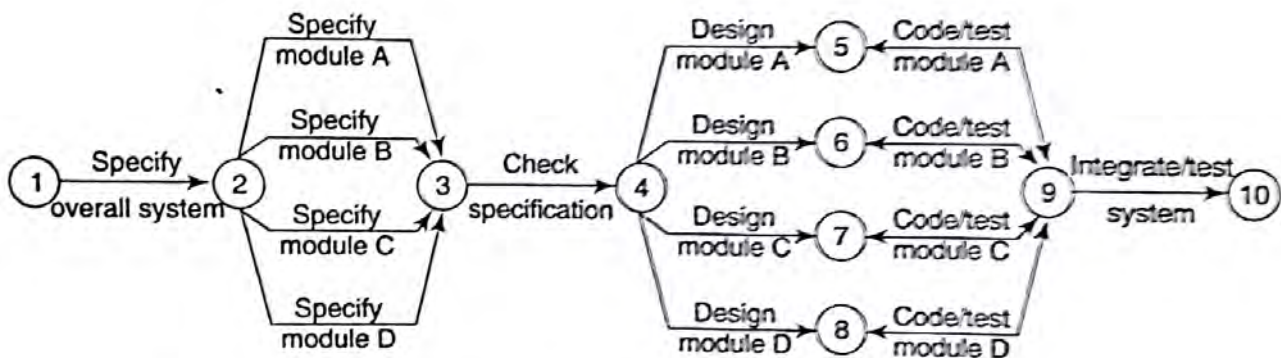 Specify
module A
Specify
module B
Specify
module C
Specify
module D
1
Specify
overall system
2
3
Check
specification
4
Design
module A
5
Code/test
module A
Design
module B
6
Code/test
module B
Design
module C
7
Code/test
module C
Design
module D
8
Code/test
module D
9
Integrate/test
system
10